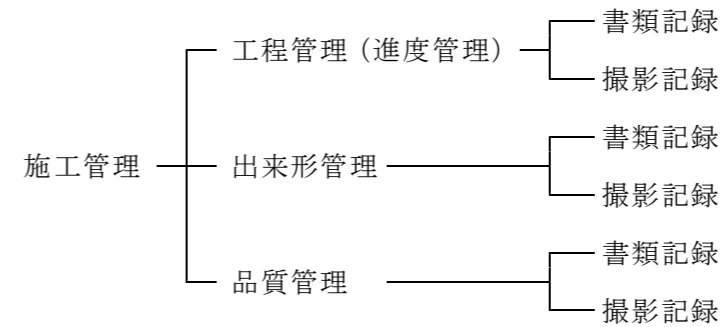 施工管理
工程管理（進度管理）
書類記録
撮影記録
出来形管理
書類記録
撮影記録
品質管理
書類記録
撮影記録